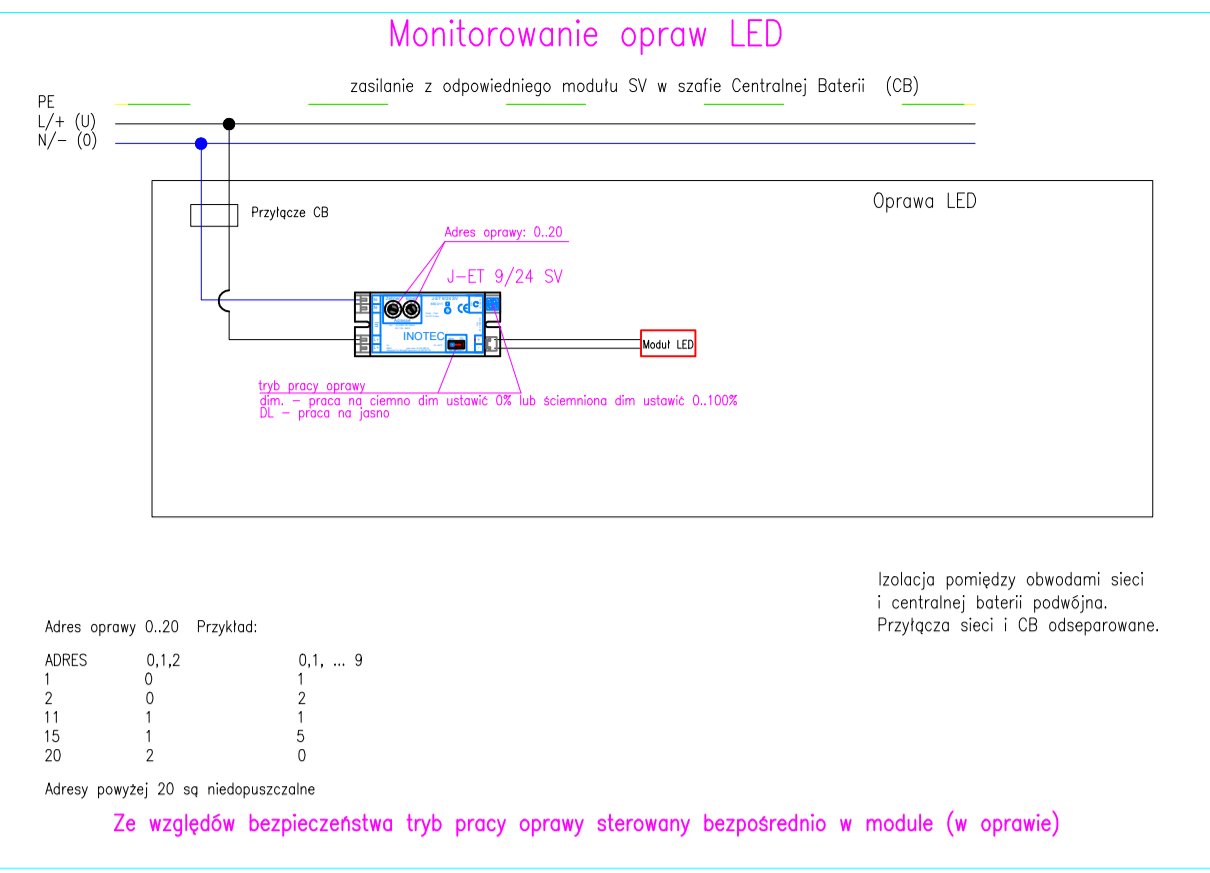 Monitorowanie opraw LED
zasilanie z odpowiedniego modułu SV w szafie Centralnej Baterii (CB)
PE
L/+ (U)
N/- (0)
Oprawa LED
Przyłącze CB
Adres oprawy: 0..20
J-ET 9/24 SV
INOTEC
Moduł LED
tryb pracy oprawy
dim. - praca na ciemno dim ustawić 0% lub ściemniona dim ustawić 0..100%
DL - praca na jasno
Izolacja pomiędzy obwodami sieci
i centralnej baterii podwójna.
Przyłącza sieci i CB odseparowane.
Adres oprawy 0..20 Przykład:
ADRES 0,1,2 0,1, ... 9
1 0 1
2 0 2
11 1 1
15 1 5
20 2 0
Adresy powyżej 20 są niedopuszczalne
Ze względów bezpieczeństwa tryb pracy oprawy sterowany bezpośrednio w module (w oprawie)